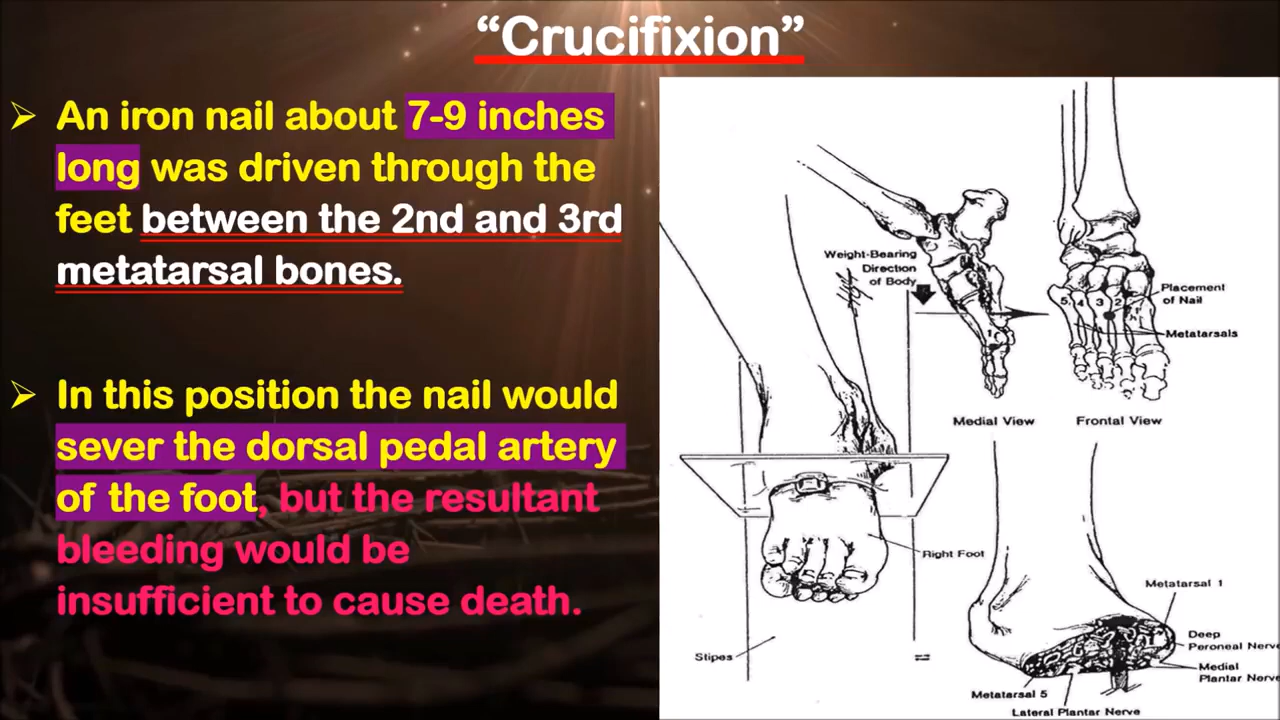 “Crucifixion”
An iron nail about 7-9 inches
long was driven through the
feet between the 2nd and 3rd
metatarsal bones.
In this position the nail would
sever the dorsal pedal artery
of the foot, but the resultant
bleeding would be
insufficient to cause death.
Weight-Bearing
Direction
of Body
Placement
of Nail
5 4 3 2
Metatarsals
1
Medial View
Frontal View
Right Foot
Stipes
Metatarsal 1
Deep
Peroneal Nerve
Medial
Plantar Nerve
Metatarsal 5
Lateral Plantar Nerve